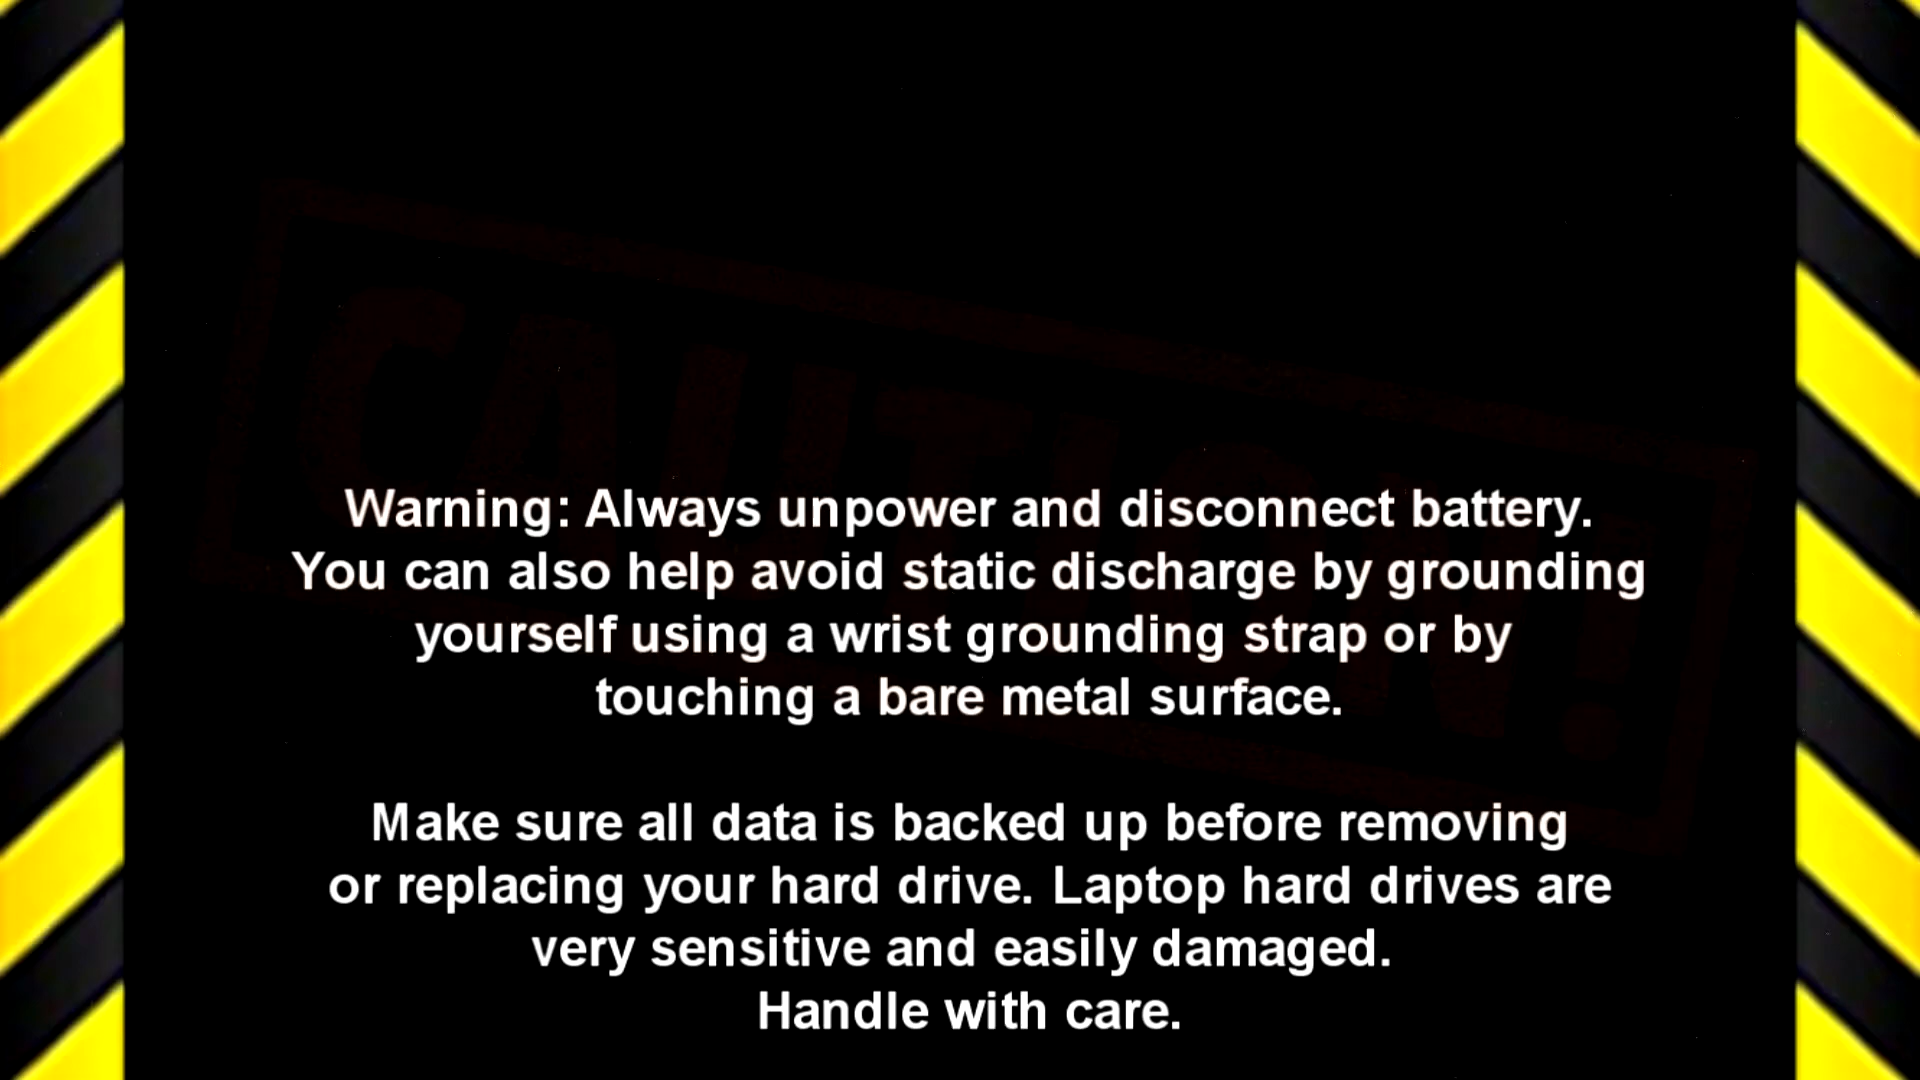 CAUTION!
Warning: Always unpower and disconnect battery.
You can also help avoid static discharge by grounding
yourself using a wrist grounding strap or by
touching a bare metal surface.
Make sure all data is backed up before removing
or replacing your hard drive. Laptop hard drives are
very sensitive and easily damaged.
Handle with care.